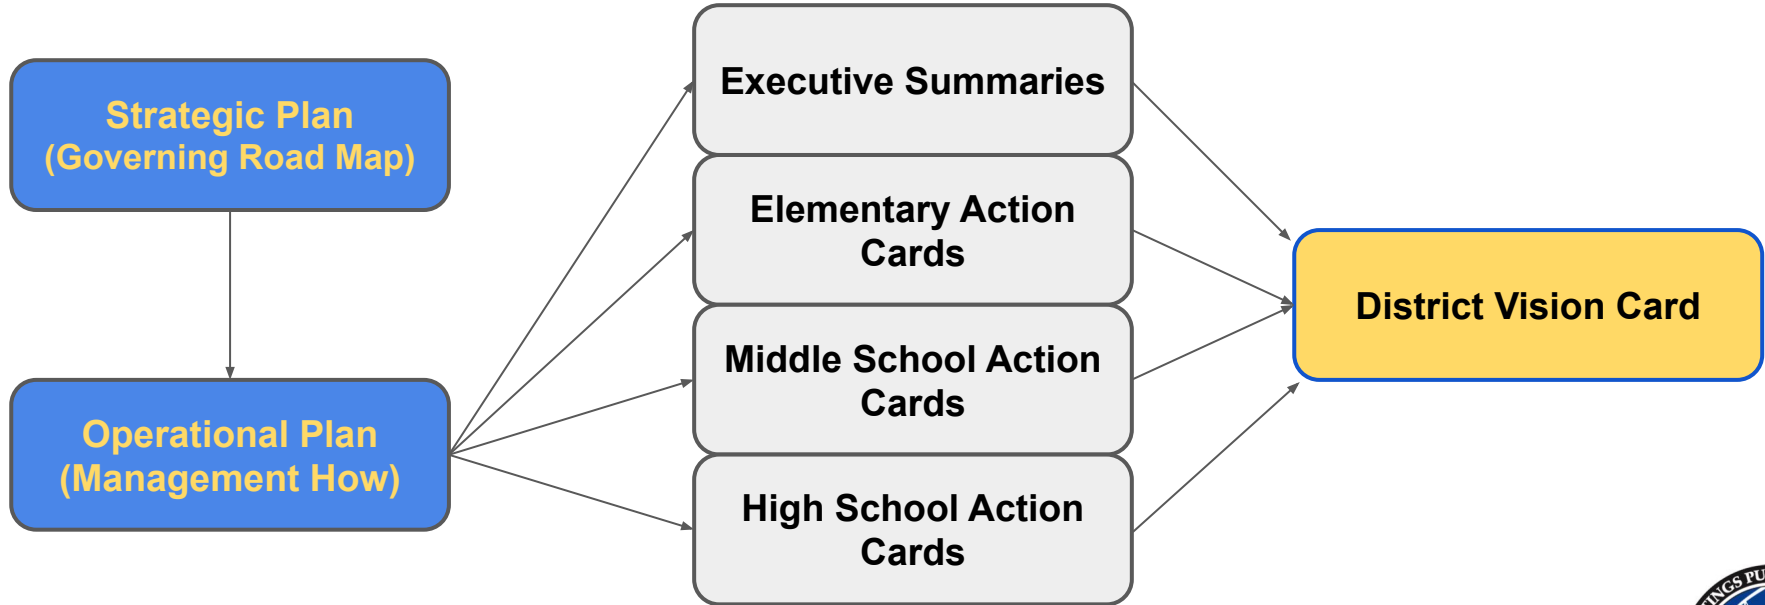 Strategic Plan
(Governing Road Map)
Operational Plan
(Management How)
Executive Summaries
Elementary Action
Cards
Middle School Action
Cards
High School Action
Cards
District Vision Card